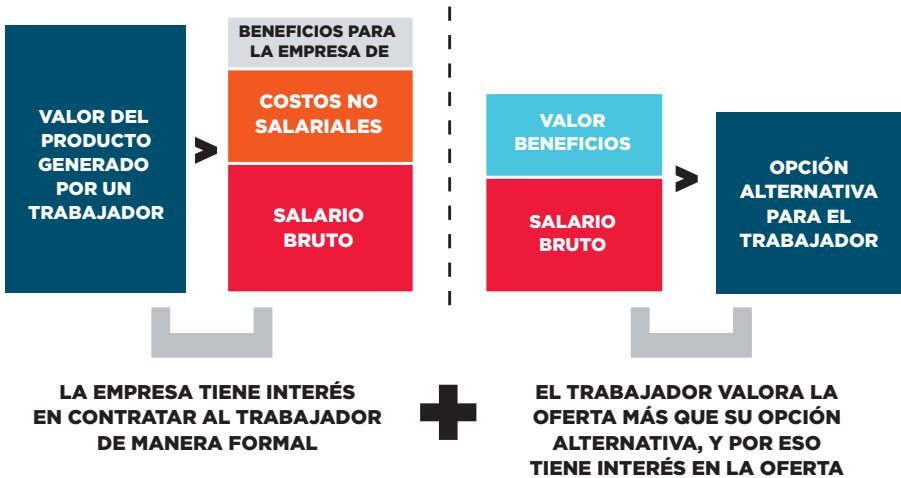 VALOR DEL
PRODUCTO
GENERADO
POR UN
TRABAJADOR
>
BENEFICIOS PARA
LA EMPRESA DE
COSTOS NO
SALARIALES
SALARIO
BRUTO
VALOR
BENEFICIOS
SALARIO
BRUTO
>
OPCIÓN
ALTERNATIVA
PARA EL
TRABAJADOR
LA EMPRESA TIENE INTERÉS
EN CONTRATAR AL TRABAJADOR
DE MANERA FORMAL
+
EL TRABAJADOR VALORA LA
OFERTA MÁS QUE SU OPCIÓN
ALTERNATIVA, Y POR ESO
TIENE INTERÉS EN LA OFERTA